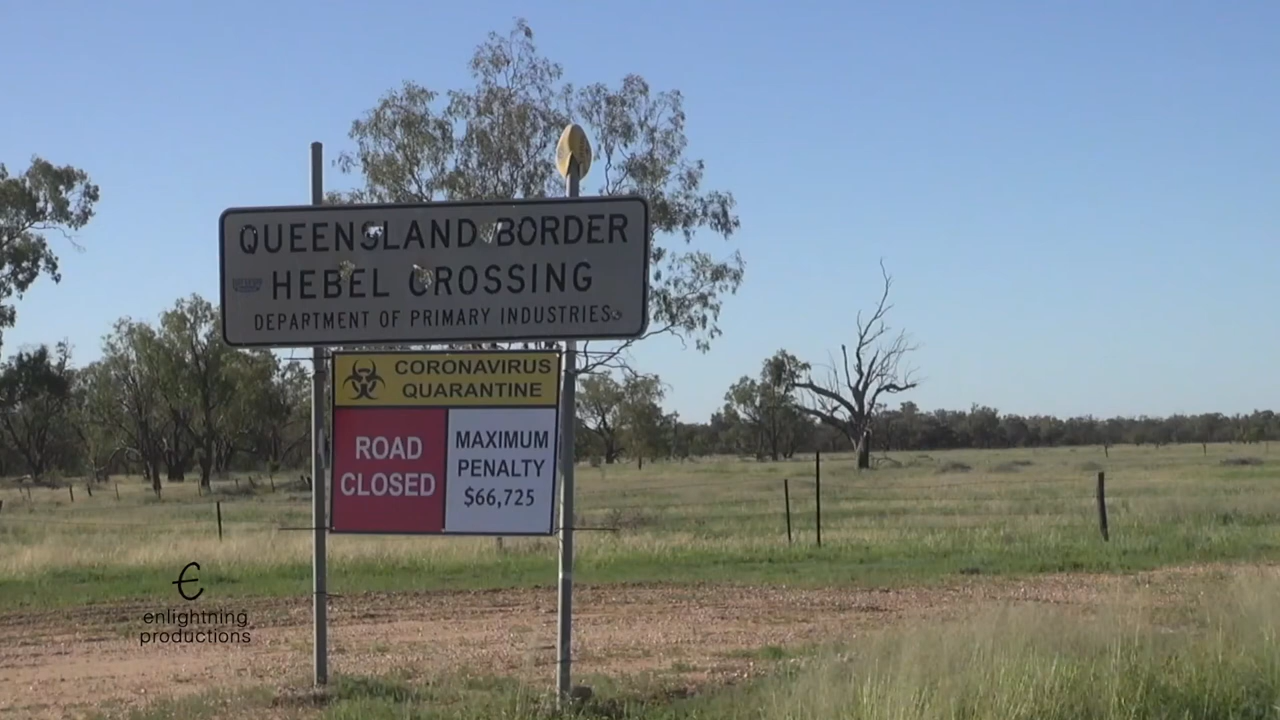 QUEENSLAND BORDER
HEBEL CROSSING
DEPARTMENT OF PRIMARY INDUSTRIES
CORONAVIRUS
QUARANTINE
ROAD
CLOSED
MAXIMUM
PENALTY
$66,725
enlightning
productions